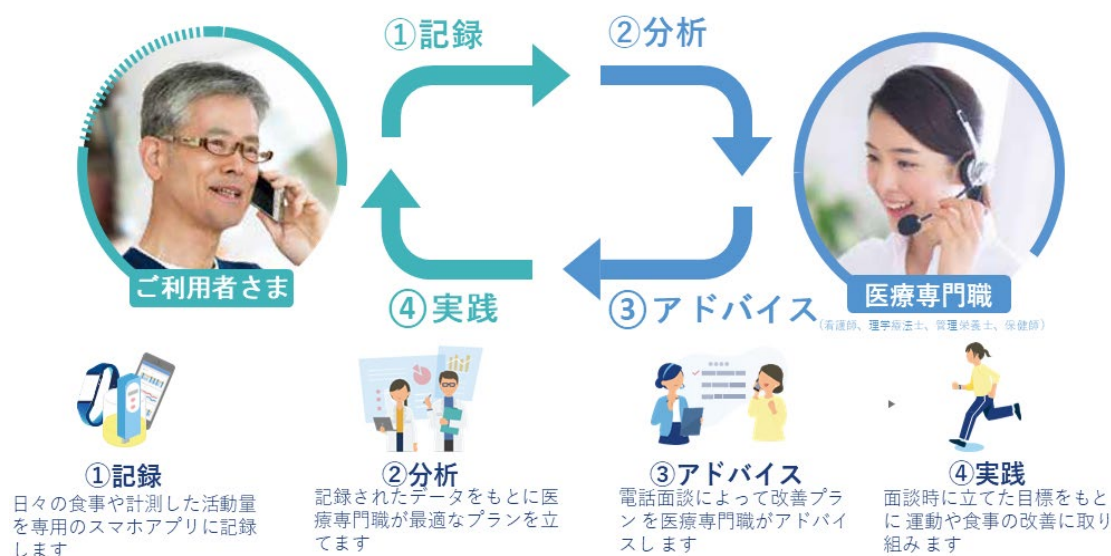 ①記録
②分析
ご利用者さま
医療専門職
④実践
③アドバイス
（看護師、理学療法士、管理栄養士、保健師）
①記録
日々の食事や計測した活動量
を専用のスマホアプリに記録
します
②分析
記録されたデータをもとに医
療専門職が最適なプランを立
てます
③アドバイス
電話面談によって改善プラ
ンを医療専門職がアドバイ
スします
④実践
面談時に立てた目標をもと
に運動や食事の改善に取り
組みます